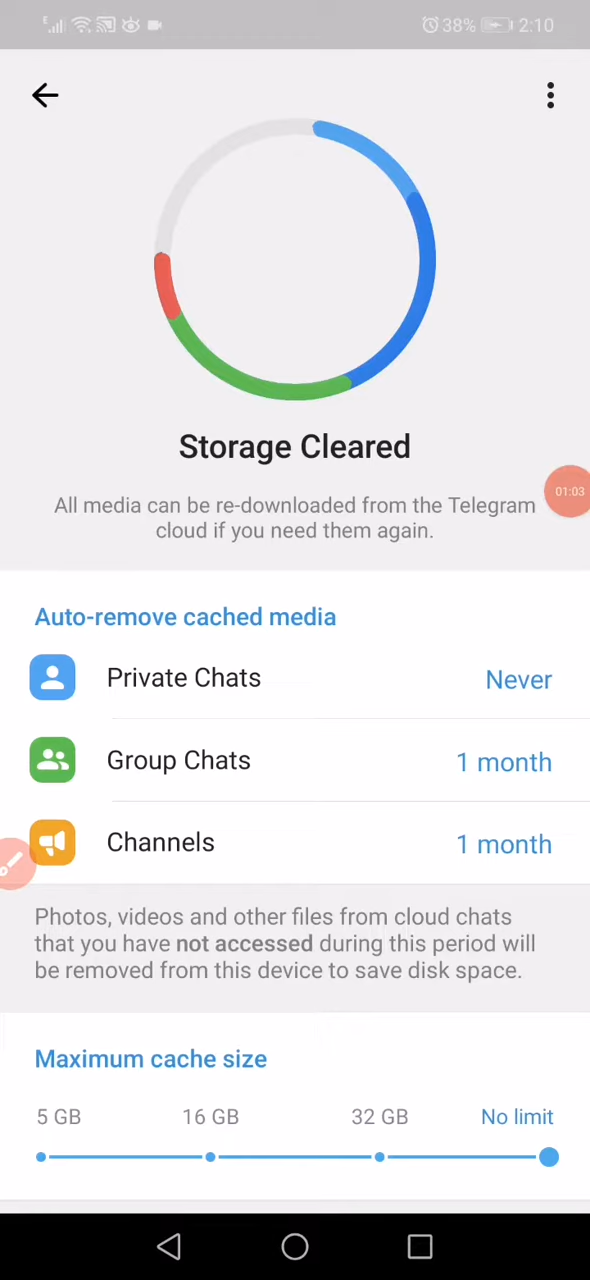 E 38% 2:10
Storage Cleared
All media can be re-downloaded from the Telegram
cloud if you need them again.
01:03
Auto-remove cached media
Private Chats Never
Group Chats 1 month
Channels 1 month
Photos, videos and other files from cloud chats
that you have not accessed during this period will
be removed from this device to save disk space.
Maximum cache size
5 GB 16 GB 32 GB No limit